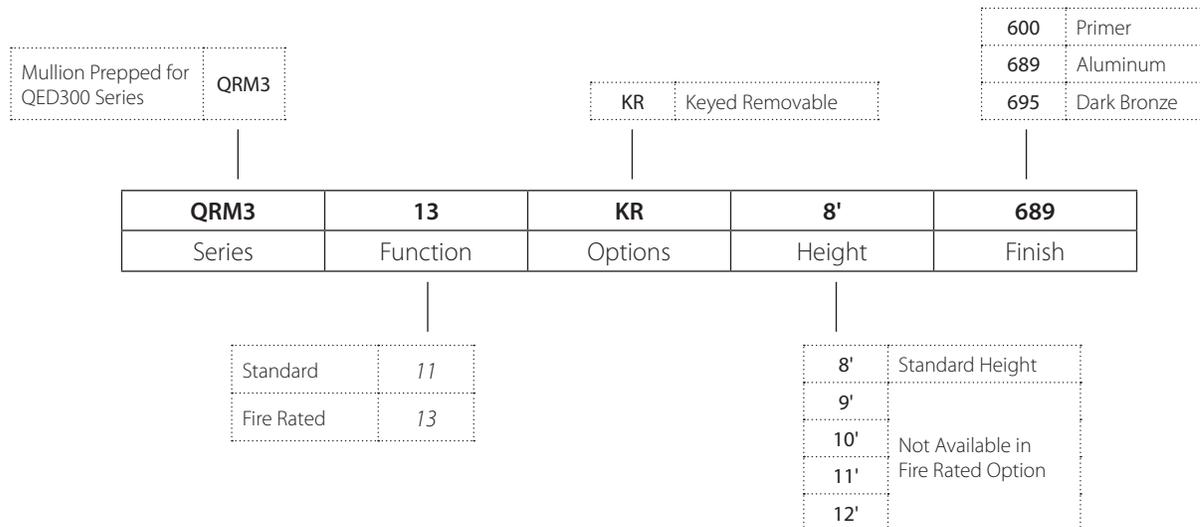 600 Primer
689 Aluminum
695 Dark Bronze
Mullion Prepped for
QED300 Series
QRM3
KR Keyed Removable
QRM3 13 KR 8' 689
Series Function Options Height Finish
Standard 11
Fire Rated 13
8' Standard Height
9'
10'
11'
12'
Not Available in
Fire Rated Option